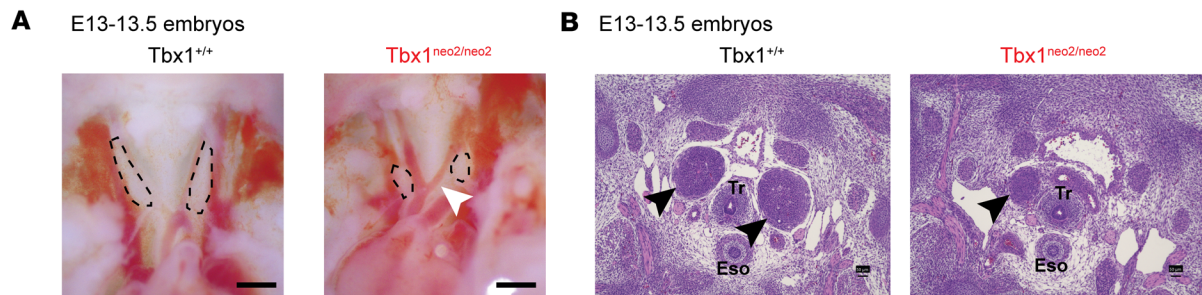 A E13-13.5 embryos
Tbx1+/+ Tbx1neo2/neo2
B E13-13.5 embryos
Tbx1+/+ Tbx1neo2/neo2
Tr
Eso
Tr
Eso